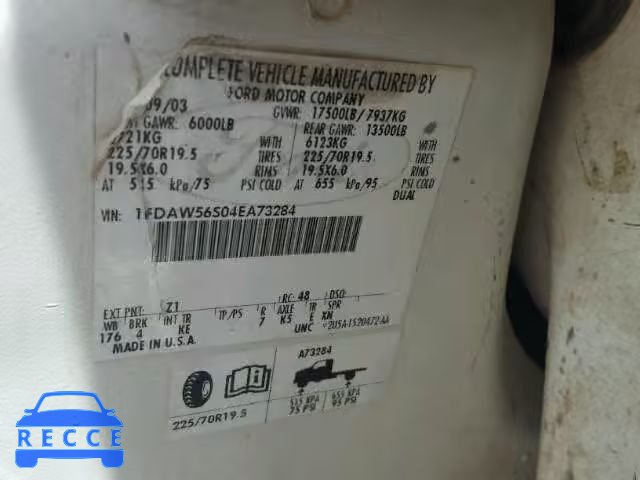 COMPLETE VEHICLE MANUFACTURED BY
FORD MOTOR COMPANY
09/03 GVWR: 17500LB/ 7937KG
GAWR: 6000LB REAR GAWR: 13500LB
2721KG WITH 6123KG WITH
225/70R19.5 TIRES 225/70R19.5 TIRES
19.5X6.0 RIMS 19.5X6.0 RIMS
AT 515 kPa/75 PSI COLD AT 655 kPa/95 PSI COLD
DUAL
VIN: 1FDAW56S04EA73284
EXT PNT: Z1 RC: 48 DSO:
WB BRK INT TR TP/PS R AXLE TR SPR
176 4 KE 7 K5 E XN
MADE IN U.S.A. UNC
A73284
225/70R19.5
515 KPA 655 KPA
75 PSI 95 PSI
RECCE